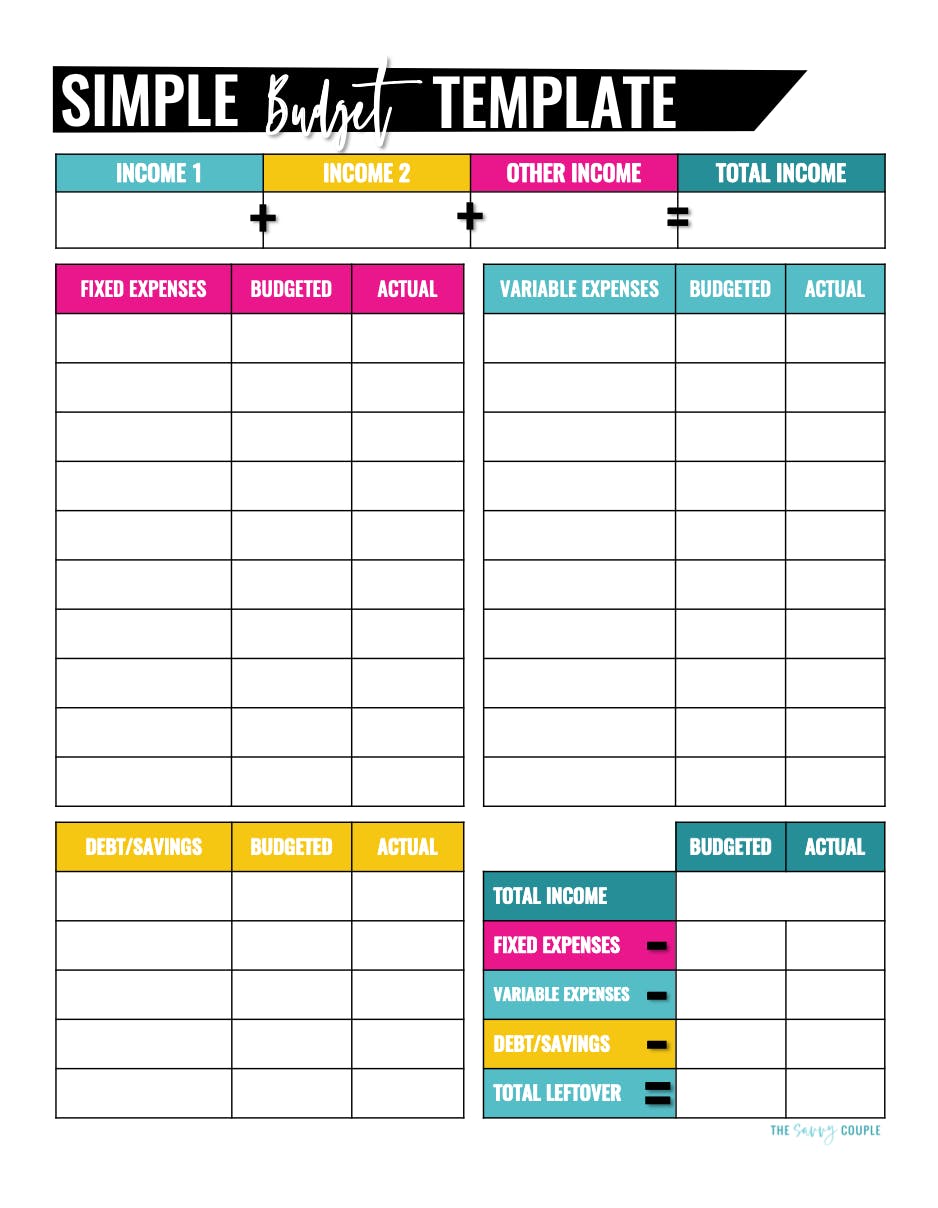 SIMPLE Budget TEMPLATE
INCOME 1 INCOME 2 OTHER INCOME TOTAL INCOME
+ + =
FIXED EXPENSES BUDGETED ACTUAL
VARIABLE EXPENSES BUDGETED ACTUAL
DEBT/SAVINGS BUDGETED ACTUAL
BUDGETED ACTUAL
TOTAL INCOME
FIXED EXPENSES -
VARIABLE EXPENSES -
DEBT/SAVINGS -
TOTAL LEFTOVER =
THE Savvy COUPLE